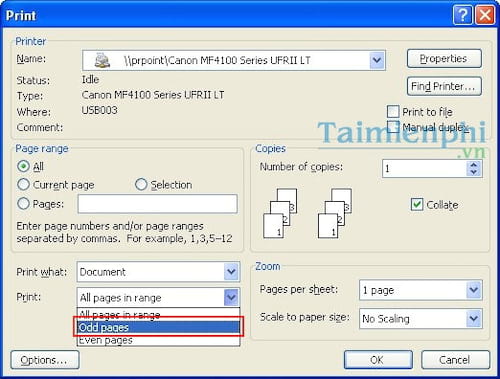 Print
Printer
Name:
\\prpoint\Canon MF4100 Series UFRII LT
Properties
Status:
Idle
Find Printer...
Type:
Canon MF4100 Series UFRII LT
Where:
USB003
Print to file
Comment:
Manual duplex
Taimienphi
.vn
Page range
All
Current page
Selection
Pages:
Enter page numbers and/or page ranges
separated by commas. For example, 1,3,5–12
Copies
Number of copies:
1
3
2
1
3
2
1
Collate
Print what:
Document
Print:
All pages in range
All pages in range
Odd pages
Even pages
Zoom
Pages per sheet:
1 page
Scale to paper size:
No Scaling
Options...
OK
Cancel